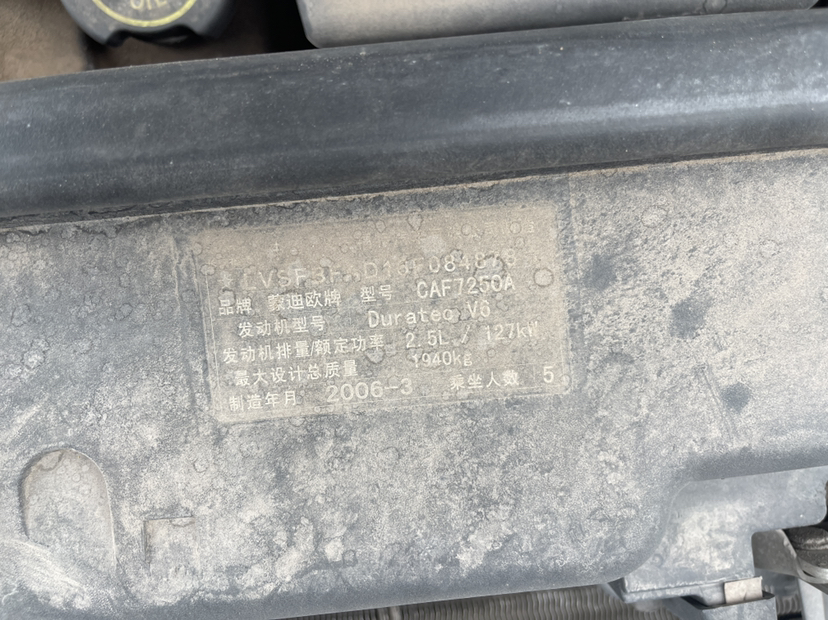 OIL
品牌 蒙迪欧牌 型号 CAF7250A
发动机型号 Duratec V6
发动机排量/额定功率 2.5L / 127kW
最大设计总质量 1940kg
制造年月 2006-3 乘坐人数 5